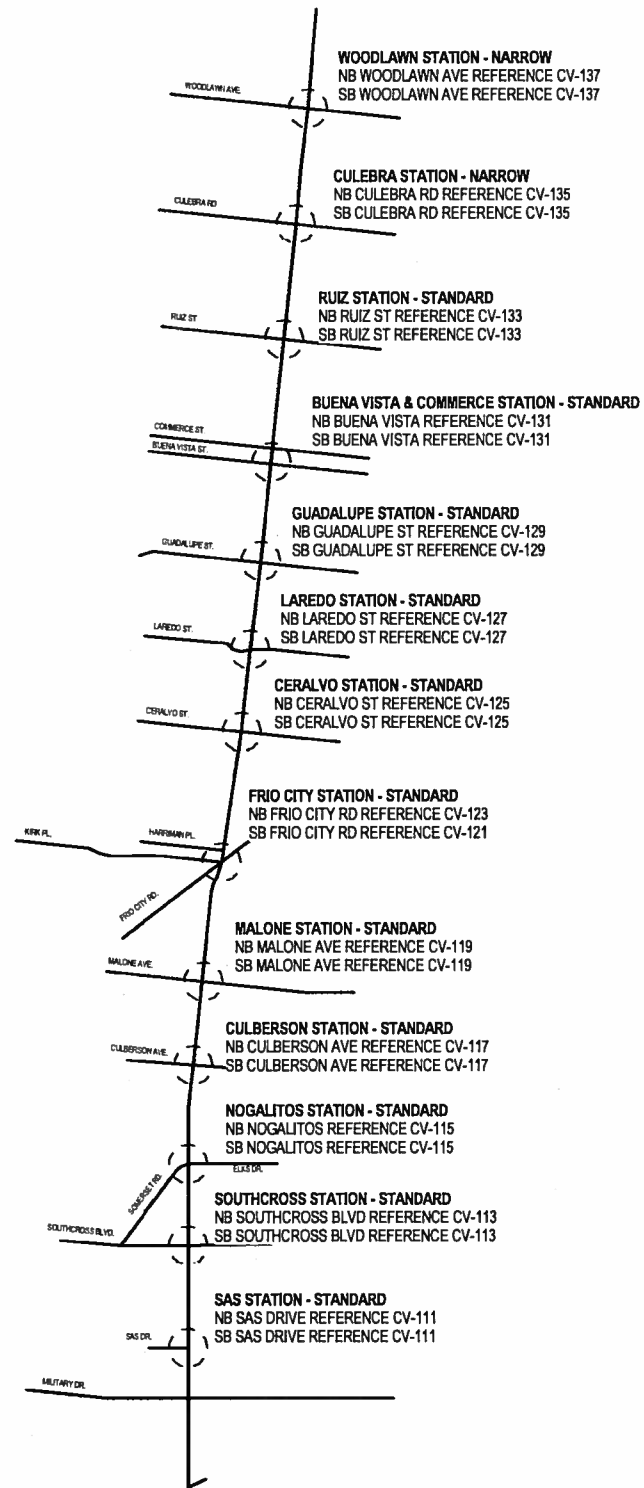 WOODLAWN STATION - NARROW
NB WOODLAWN AVE REFERENCE CV-137
SB WOODLAWN AVE REFERENCE CV-137
WOODLAWN AVE.
CULEBRA STATION - NARROW
NB CULEBRA RD REFERENCE CV-135
SB CULEBRA RD REFERENCE CV-135
CULEBRA RD
RUIZ STATION - STANDARD
NB RUIZ ST REFERENCE CV-133
SB RUIZ ST REFERENCE CV-133
RUIZ ST
BUENA VISTA & COMMERCE STATION - STANDARD
NB BUENA VISTA REFERENCE CV-131
SB BUENA VISTA REFERENCE CV-131
COMMERCE ST.
BUENA VISTA ST.
GUADALUPE STATION - STANDARD
NB GUADALUPE ST REFERENCE CV-129
SB GUADALUPE ST REFERENCE CV-129
GUADALUPE ST.
LAREDO STATION - STANDARD
NB LAREDO ST REFERENCE CV-127
SB LAREDO ST REFERENCE CV-127
LAREDO ST.
CERALVO STATION - STANDARD
NB CERALVO ST REFERENCE CV-125
SB CERALVO ST REFERENCE CV-125
CERALVO ST.
FRIO CITY STATION - STANDARD
NB FRIO CITY RD REFERENCE CV-123
SB FRIO CITY RD REFERENCE CV-121
KIRK PL.
HARRIMAN PL.
FRIO CITY RD.
MALONE STATION - STANDARD
NB MALONE AVE REFERENCE CV-119
SB MALONE AVE REFERENCE CV-119
MALONE AVE.
CULBERSON STATION - STANDARD
NB CULBERSON AVE REFERENCE CV-117
SB CULBERSON AVE REFERENCE CV-117
CULBERSON AVE.
NOGALITOS STATION - STANDARD
NB NOGALITOS REFERENCE CV-115
SB NOGALITOS REFERENCE CV-115
ELKS DR.
SOMERSET RD.
SOUTHCROSS STATION - STANDARD
NB SOUTHCROSS BLVD REFERENCE CV-113
SB SOUTHCROSS BLVD REFERENCE CV-113
SOUTHCROSS BLVD.
SAS STATION - STANDARD
NB SAS DRIVE REFERENCE CV-111
SB SAS DRIVE REFERENCE CV-111
SAS DR.
MILITARY DR.